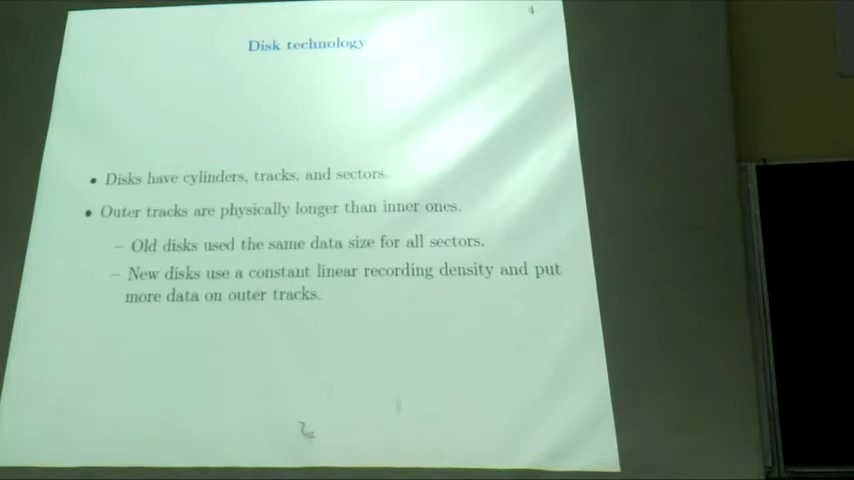 4
Disk technology
• Disks have cylinders, tracks, and sectors.
• Outer tracks are physically longer than inner ones.
– Old disks used the same data size for all sectors.
– New disks use a constant linear recording density and put
more data on outer tracks.